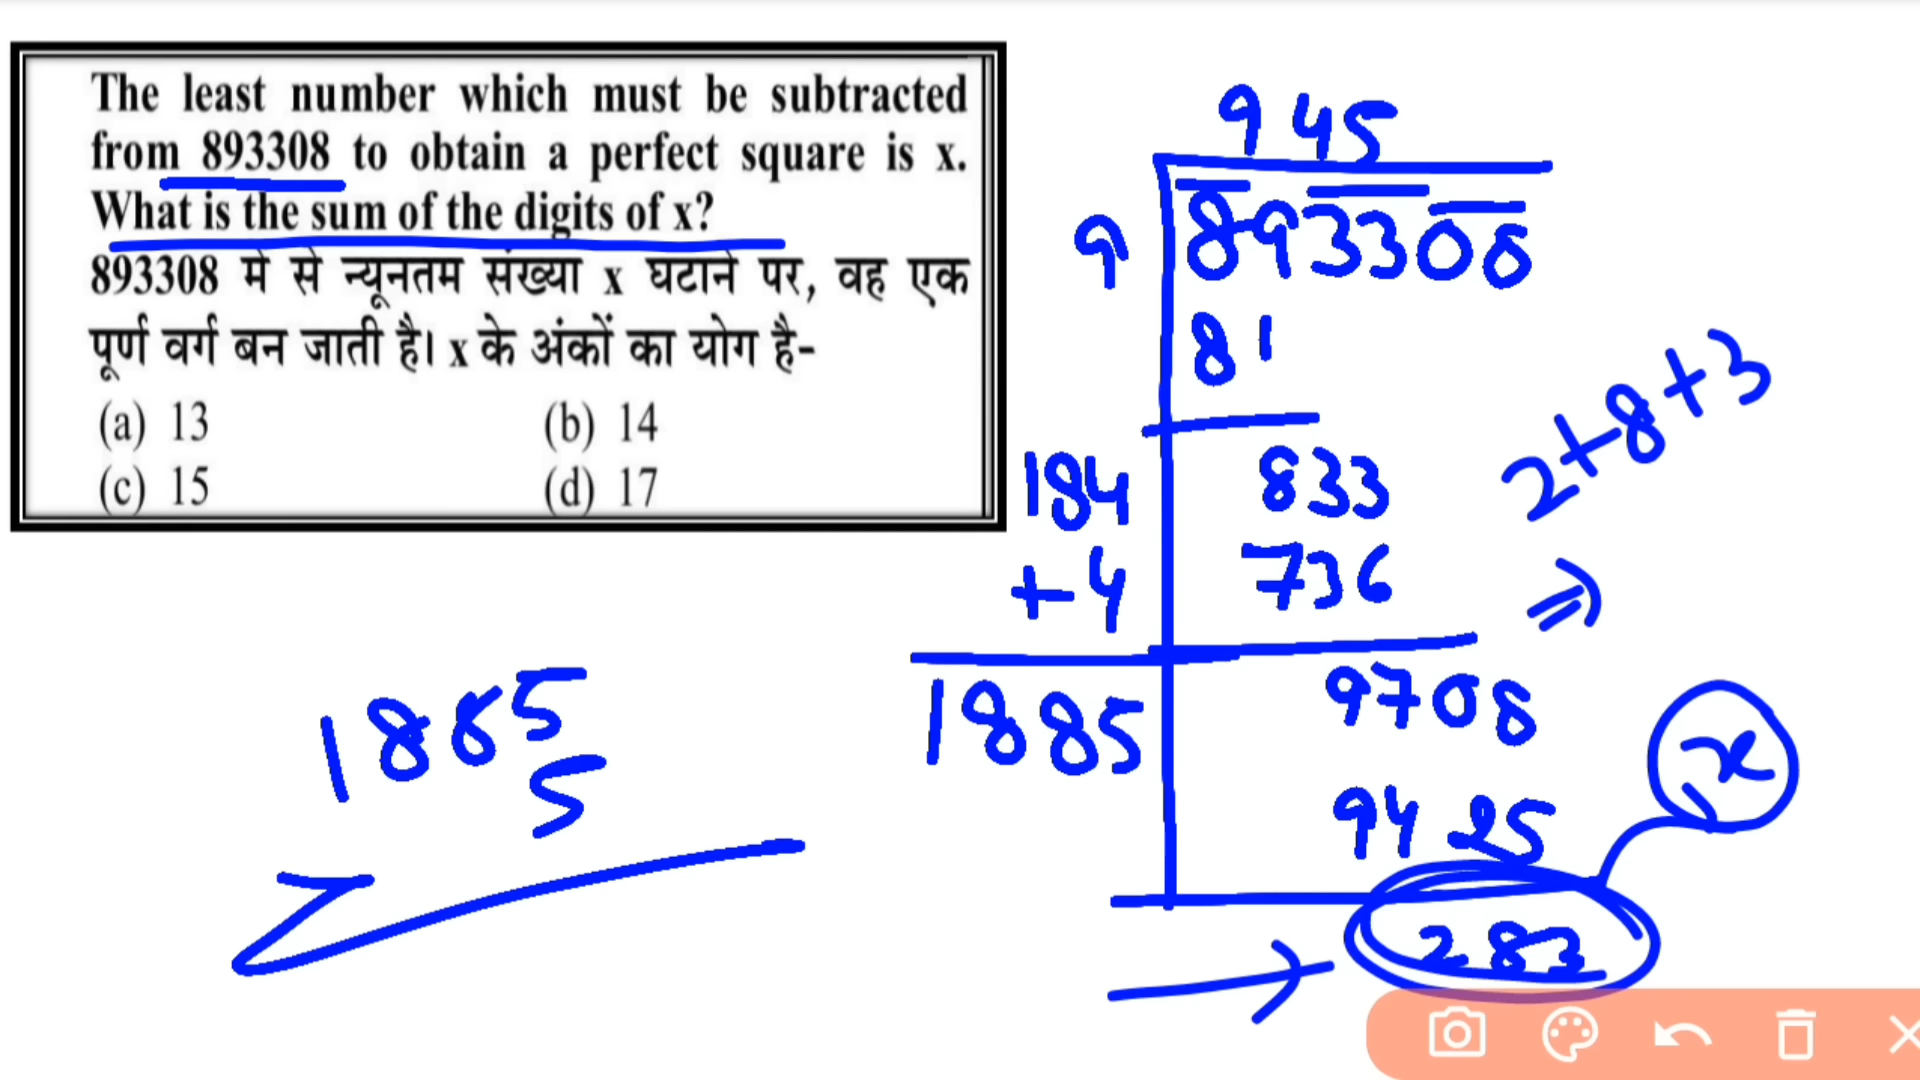 The least number which must be subtracted
from 893308 to obtain a perfect square is x.
What is the sum of the digits of x?
893308 में से न्यूनतम संख्या x घटाने पर, वह एक
पूर्ण वर्ग बन जाती है। x के अंकों का योग है-
(a) 13 (b) 14
(c) 15 (d) 17
945
9 893308
81
184 833
+4 736
1885 9708
9425
283
x
2+8+3
⇒
1885
5